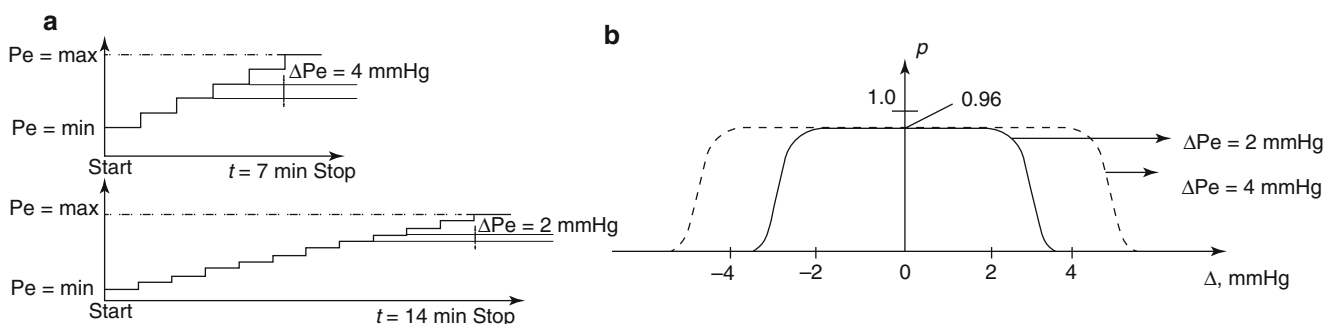 a
Pe = max
ΔPe = 4 mmHg
Pe = min
Start
t = 7 min Stop
Pe = max
ΔPe = 2 mmHg
Pe = min
Start
t = 14 min Stop
b
p
1.0
0.96
ΔPe = 2 mmHg
ΔPe = 4 mmHg
–4
–2
0
2
4
Δ, mmHg